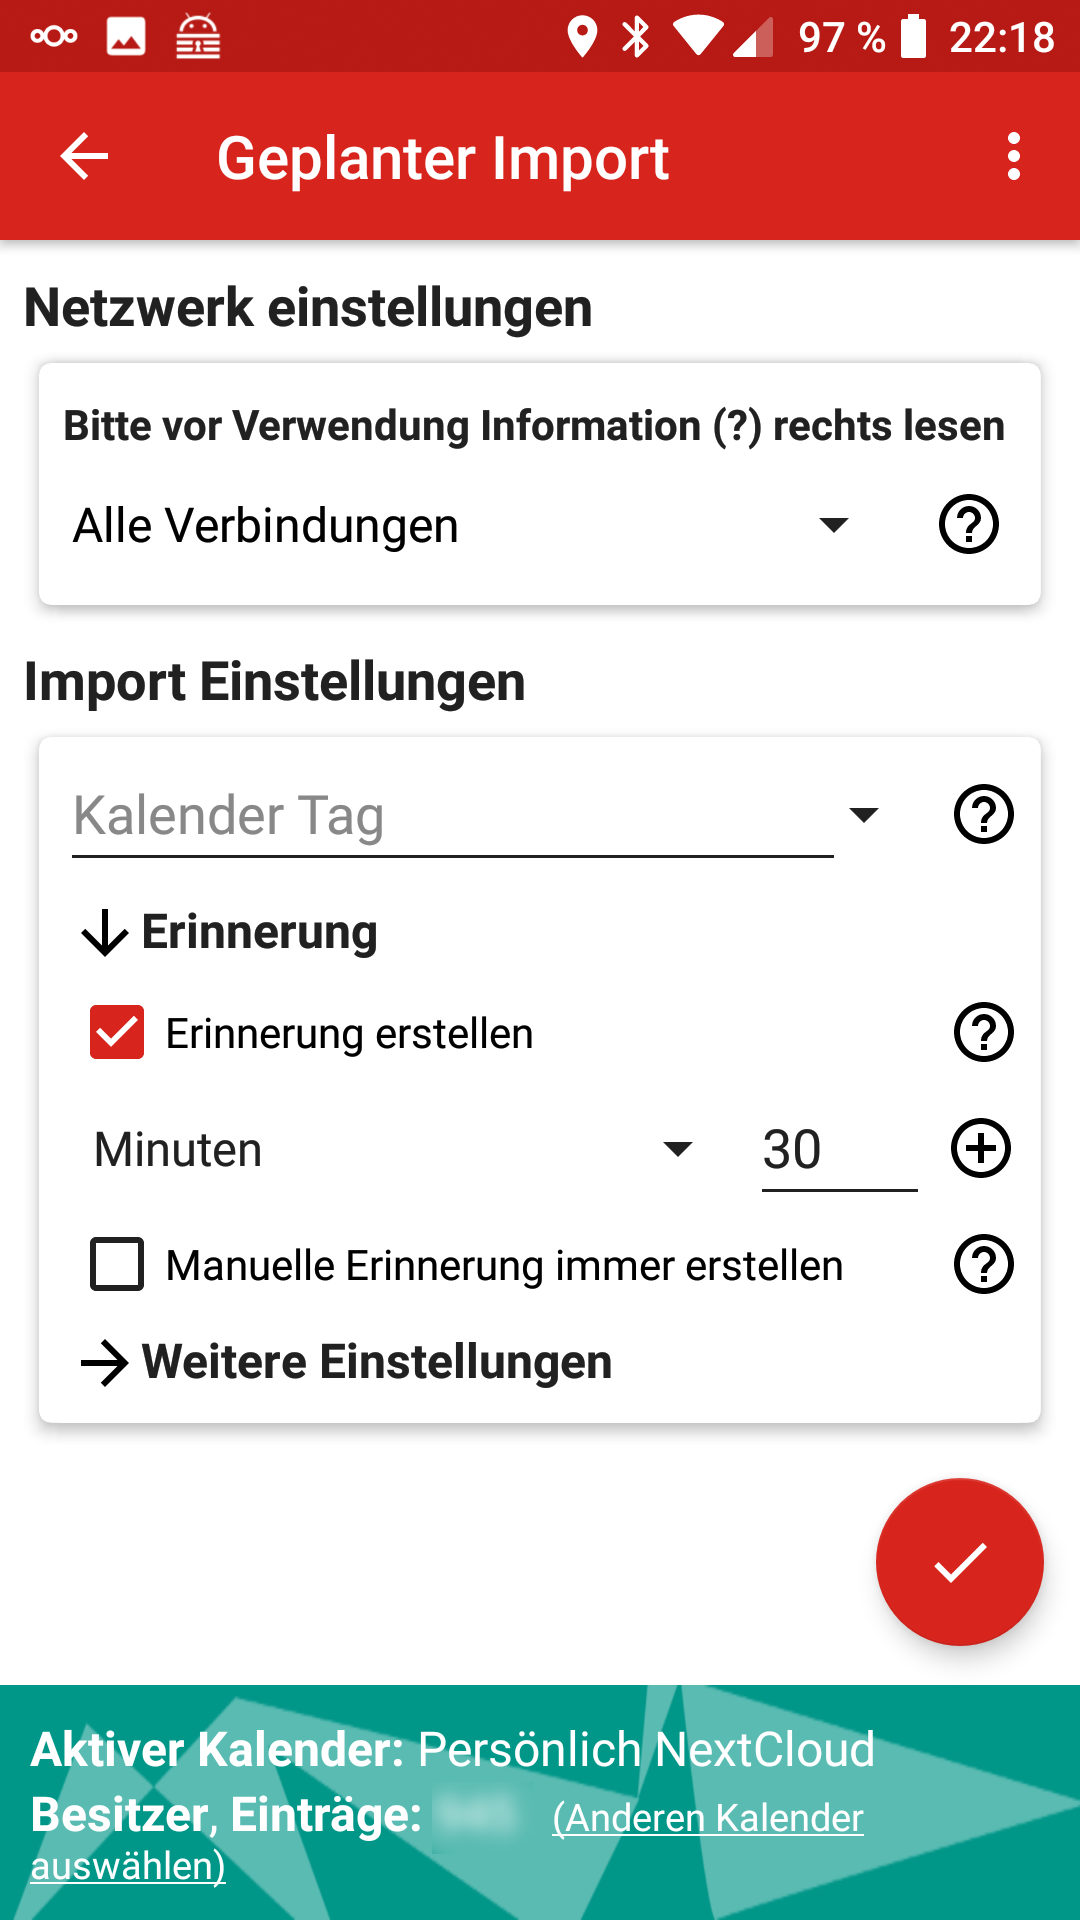 97 % 22:18
Geplanter Import
Netzwerk einstellungen
Bitte vor Verwendung Information (?) rechts lesen
Alle Verbindungen
Import Einstellungen
Kalender Tag
Erinnerung
Erinnerung erstellen
Minuten 30
Manuelle Erinnerung immer erstellen
Weitere Einstellungen
Aktiver Kalender: Persönlich NextCloud
Besitzer, Einträge: (Anderen Kalender
auswählen)